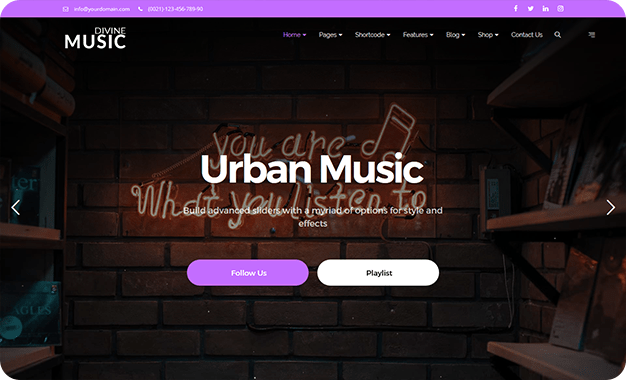 info@yourdomain.com (0021)-123-456-789-90
DIVINE
MUSIC
Home Pages Shortcode Features Blog Shop Contact Us
you are
Urban Music
What you listen to
Build advanced sliders with a myriad of options for style and
effects
Follow Us Playlist
EAGLES